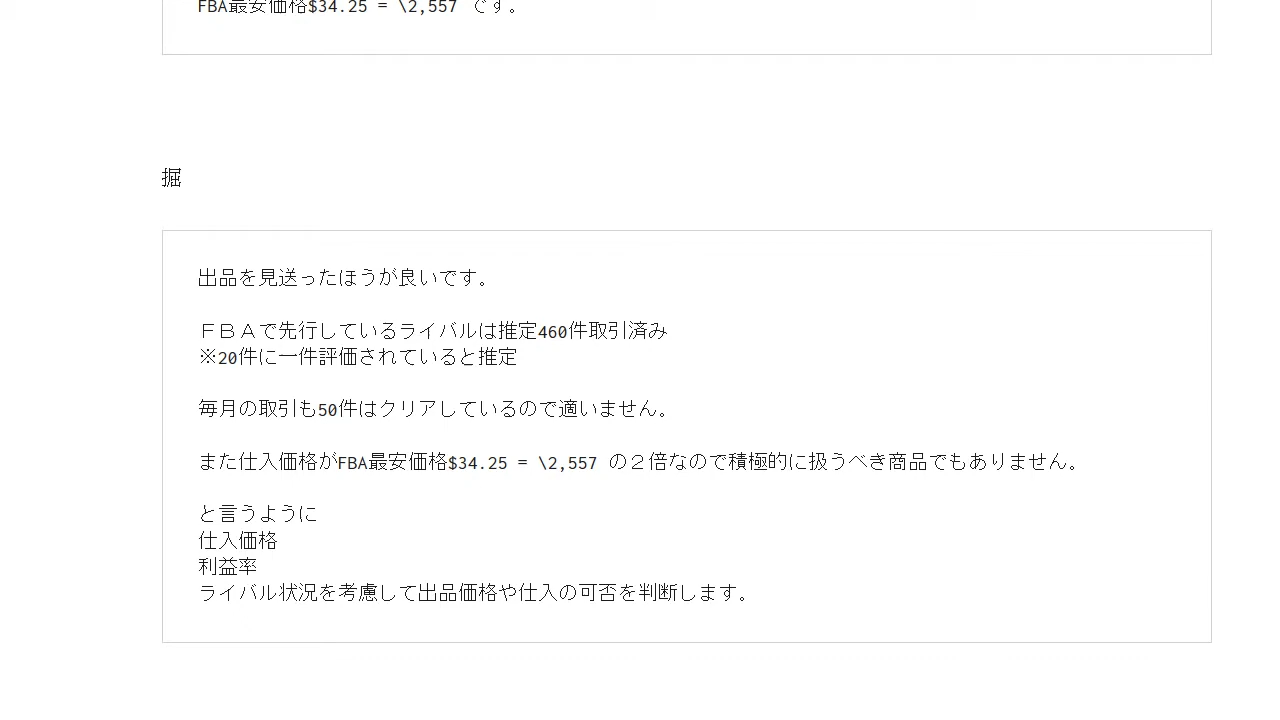 FBA最安価格$34.25 = \2,557 です。
掘
出品を見送ったほうが良いです。
ＦＢＡで先行しているライバルは推定460件取引済み
※20件に一件評価されていると推定
毎月の取引も50件はクリアしているので適いません。
また仕入価格がFBA最安価格$34.25 = \2,557 の２倍なので積極的に扱うべき商品でもありません。
と言うように
仕入価格
利益率
ライバル状況を考慮して出品価格や仕入の可否を判断します。